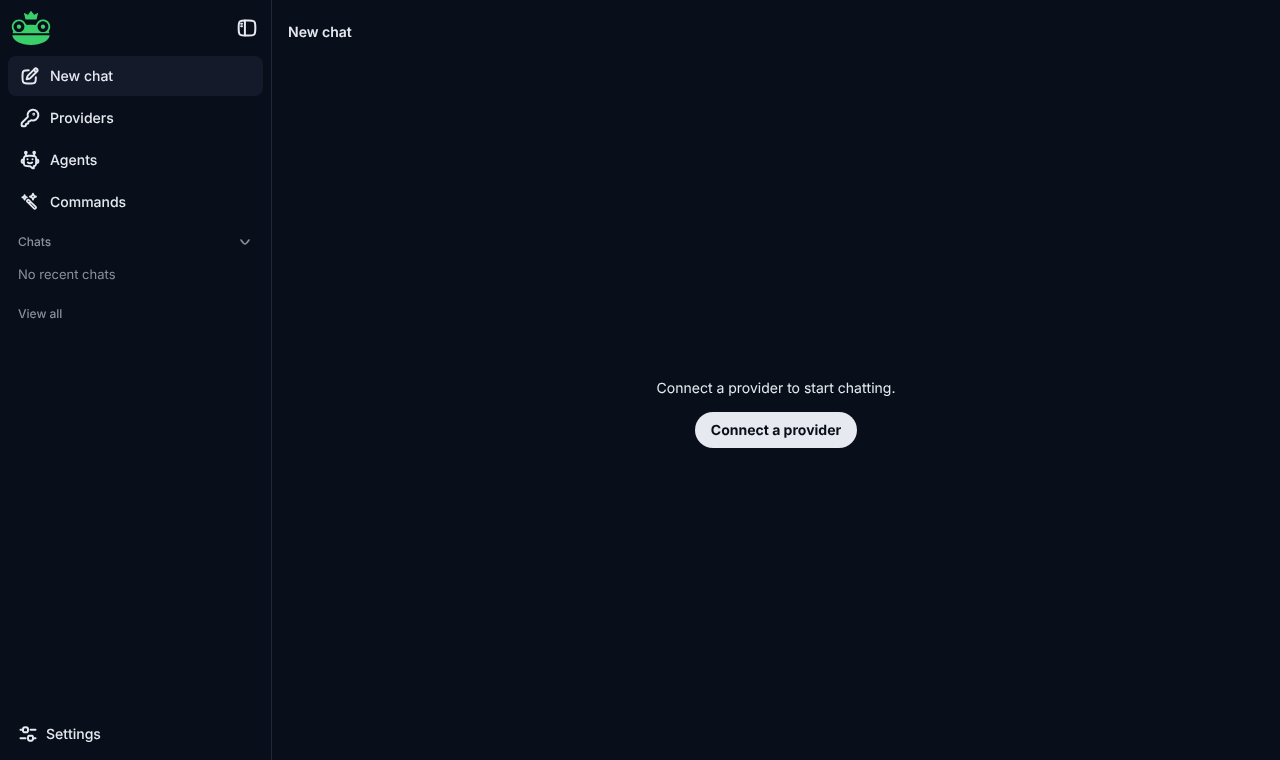 New chat
Providers
Agents
Commands
Chats
No recent chats
View all
Settings
New chat
Connect a provider to start chatting.
Connect a provider